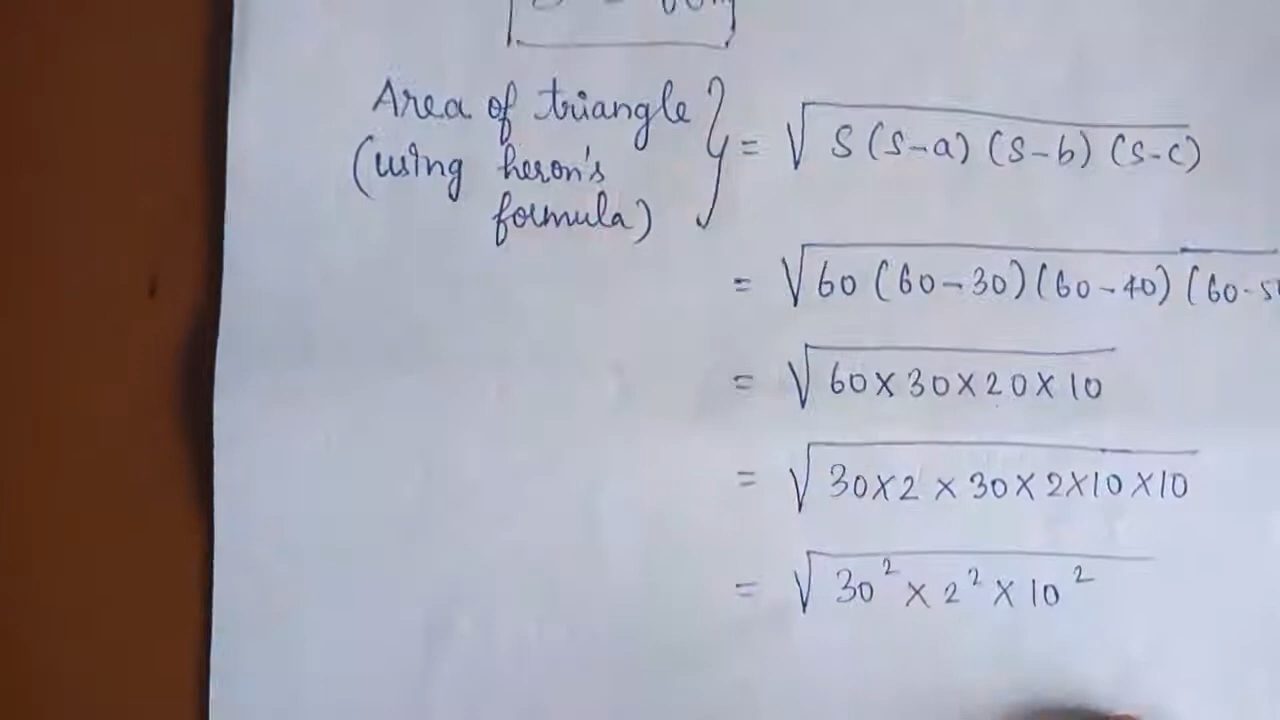 Area of triangle } = √S(S-a)(S-b)(S-c)
(using heron's
formula)
= √60(60-30)(60-40)(60-5
= √60×30×20×10
= √30×2×30×2×10×10
= √30²×2²×10²